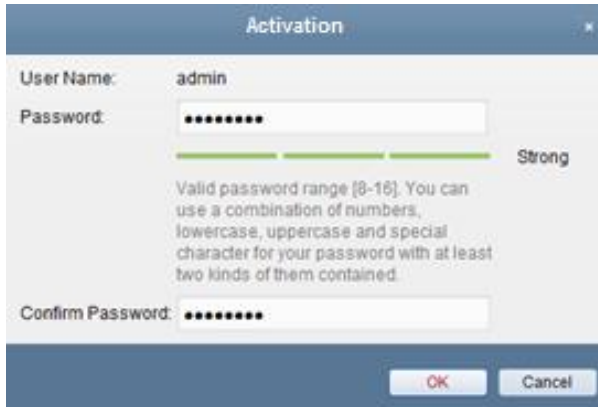 Activation
User Name: admin
Password: ●●●●●●●●
Strong
Valid password range [8-16]. You can
use a combination of numbers,
lowercase, uppercase and special
character for your password with at least
two kinds of them contained.
Confirm Password: ●●●●●●●●
OK Cancel